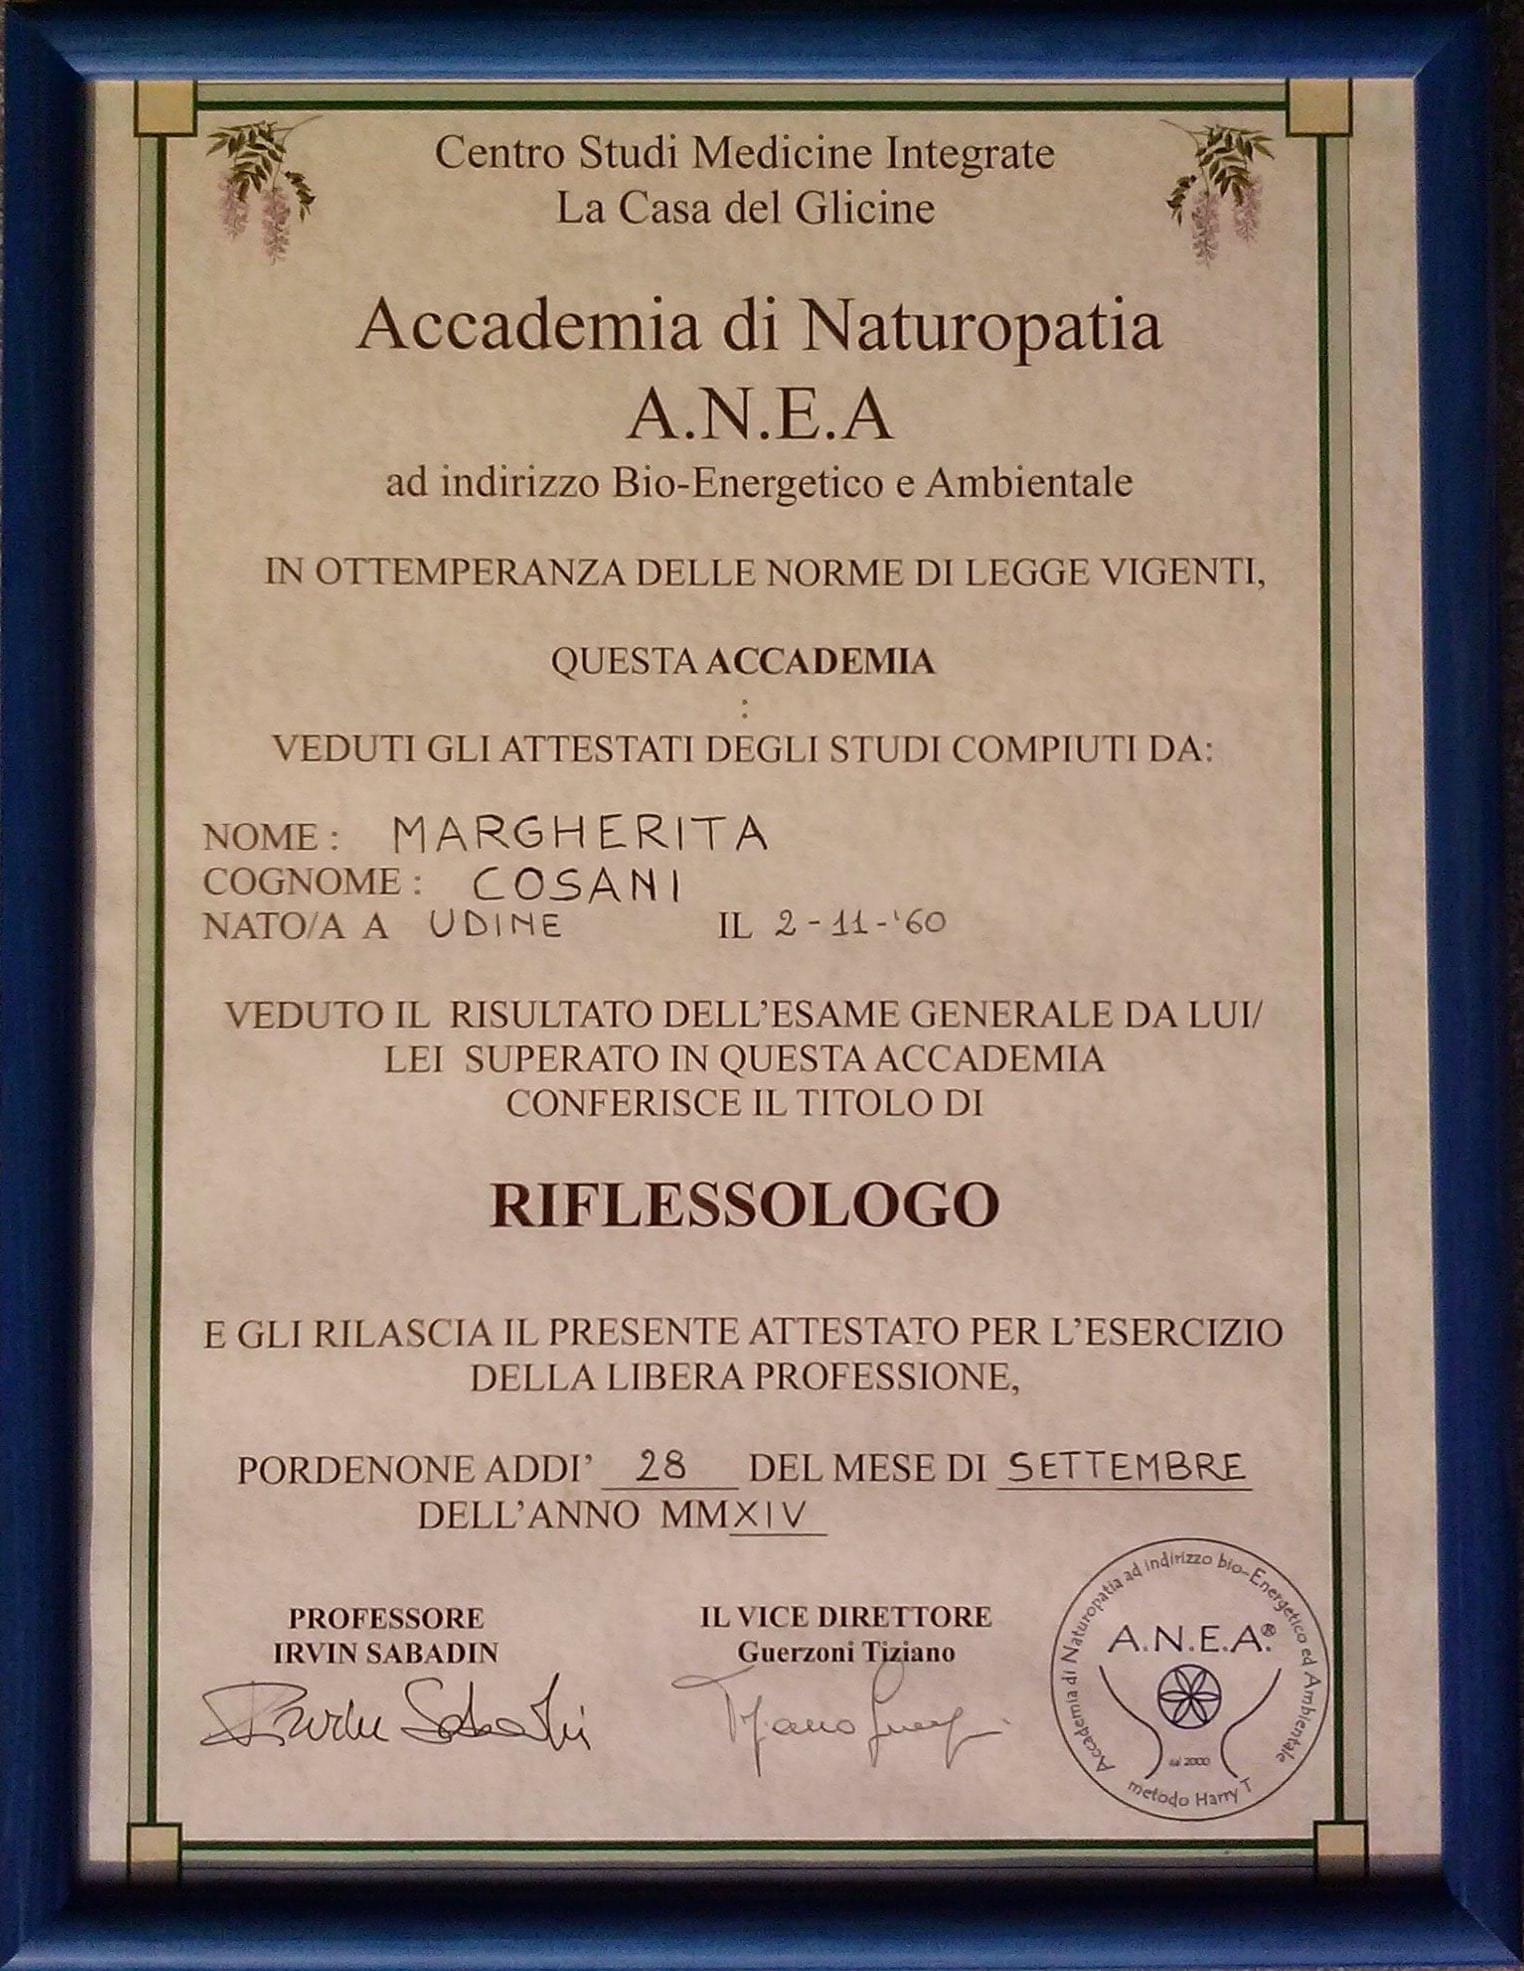 Centro Studi Medicine Integrate
La Casa del Glicine
Accademia di Naturopatia
A.N.E.A
ad indirizzo Bio-Energetico e Ambientale
IN OTTEMPERANZA DELLE NORME DI LEGGE VIGENTI,
QUESTA ACCADEMIA
:
VEDUTI GLI ATTESTATI DEGLI STUDI COMPIUTI DA:
NOME : MARGHERITA
COGNOME : COSANI
NATO/A A UDINE IL 2-11-'60
VEDUTO IL RISULTATO DELL'ESAME GENERALE DA LUI/
LEI SUPERATO IN QUESTA ACCADEMIA
CONFERISCE IL TITOLO DI
RIFLESSOLOGO
E GLI RILASCIA IL PRESENTE ATTESTATO PER L'ESERCIZIO
DELLA LIBERA PROFESSIONE,
PORDENONE ADDI' 28 DEL MESE DI SETTEMBRE
DELL'ANNO MMXIV
PROFESSORE
IRVIN SABADIN
Irvin Sabadin
IL VICE DIRETTORE
Guerzoni Tiziano
Tiziano Guerzoni
Accademia di Naturopatia ad indirizzo bio-Energetico ed Ambientale
A.N.E.A.®
dal 2000
metodo Harry T